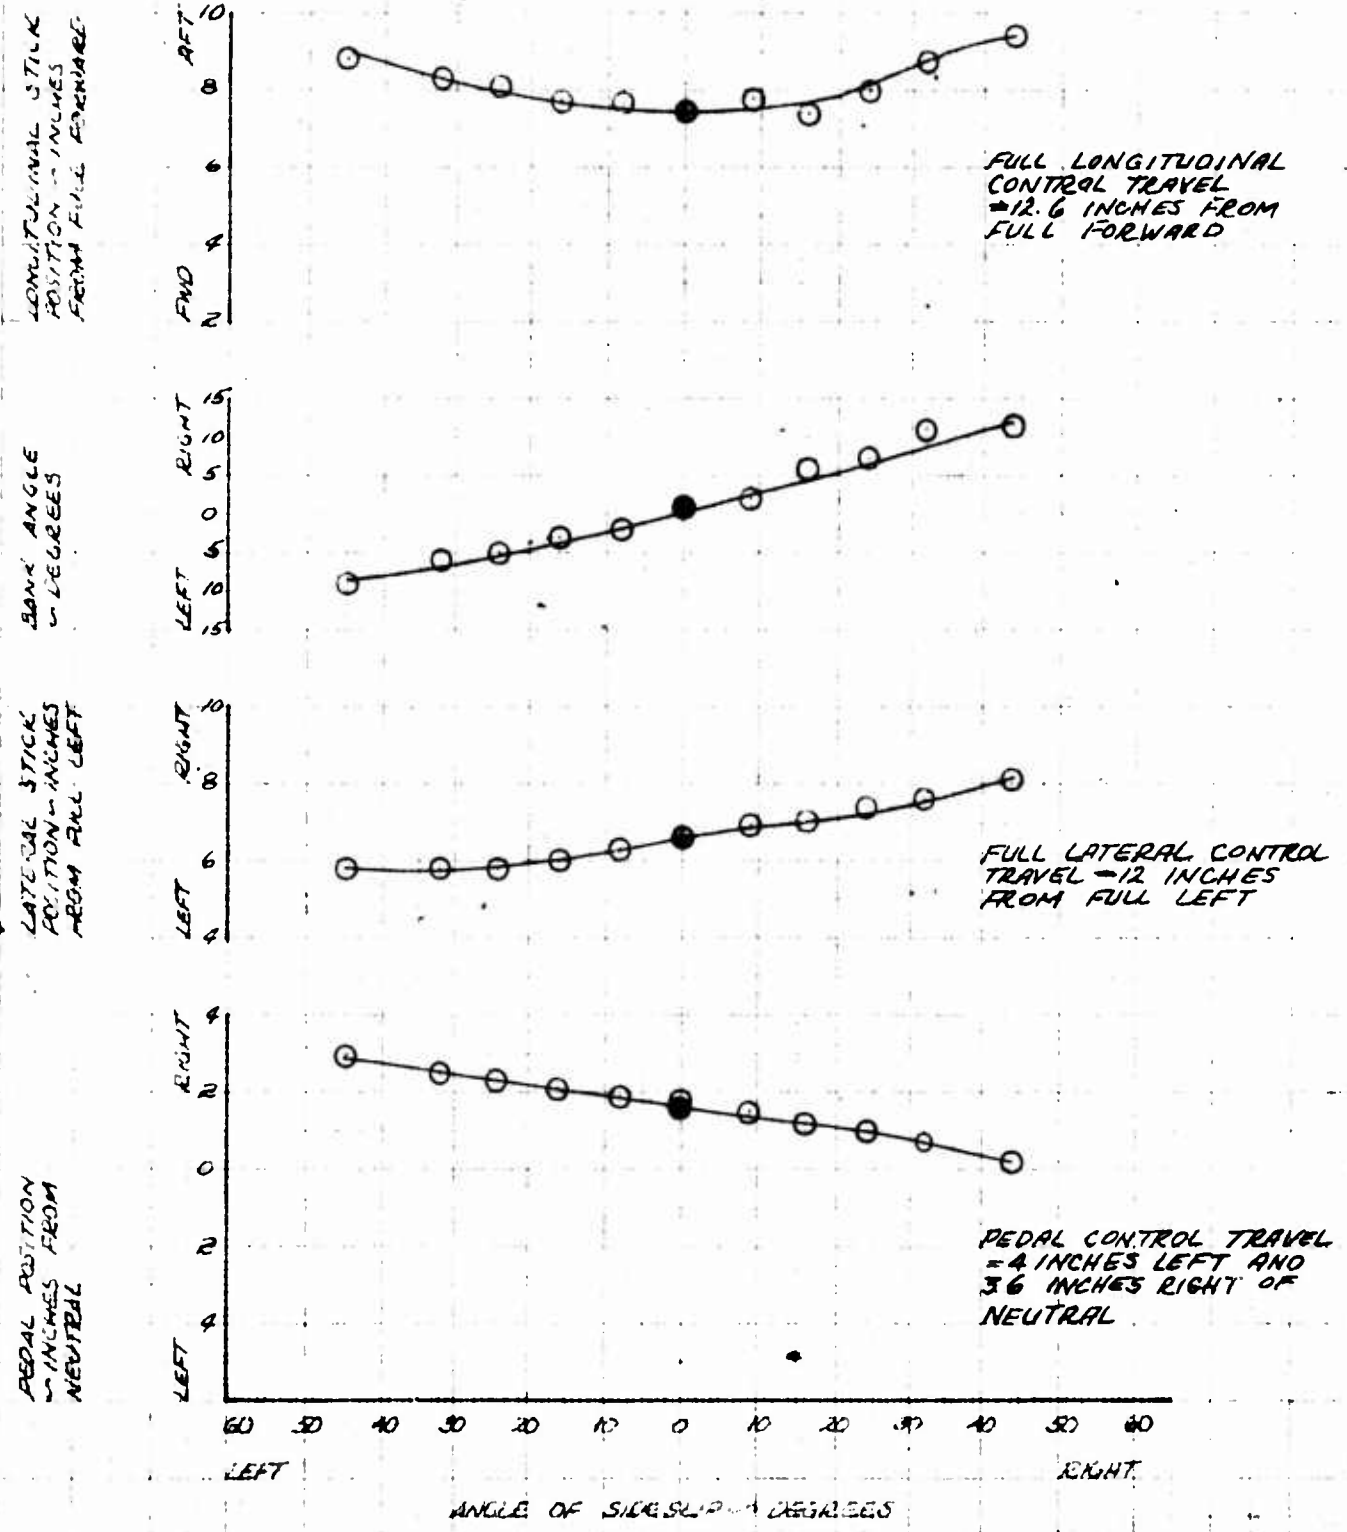 LONGITUDINAL STICK
POSITION ~ INCHES
FROM FULL FORWARD
AFT
FWD
10
8
6
4
2
FULL LONGITUDINAL
CONTROL TRAVEL
=12.6 INCHES FROM
FULL FORWARD
BANK ANGLE
~ DEGREES
RIGHT
LEFT
15
10
5
0
5
10
15
LATERAL STICK
POSITION ~ INCHES
FROM FULL LEFT
RIGHT
LEFT
10
8
6
4
FULL LATERAL CONTROL
TRAVEL =12 INCHES
FROM FULL LEFT
PEDAL POSITION
~ INCHES FROM
NEUTRAL
RIGHT
LEFT
4
2
0
2
4
PEDAL CONTROL TRAVEL
=4 INCHES LEFT AND
3.6 INCHES RIGHT OF
NEUTRAL
60 50 40 30 20 10 0 10 20 30 40 50 60
LEFT RIGHT
ANGLE OF SIDESLIP ~ DEGREES